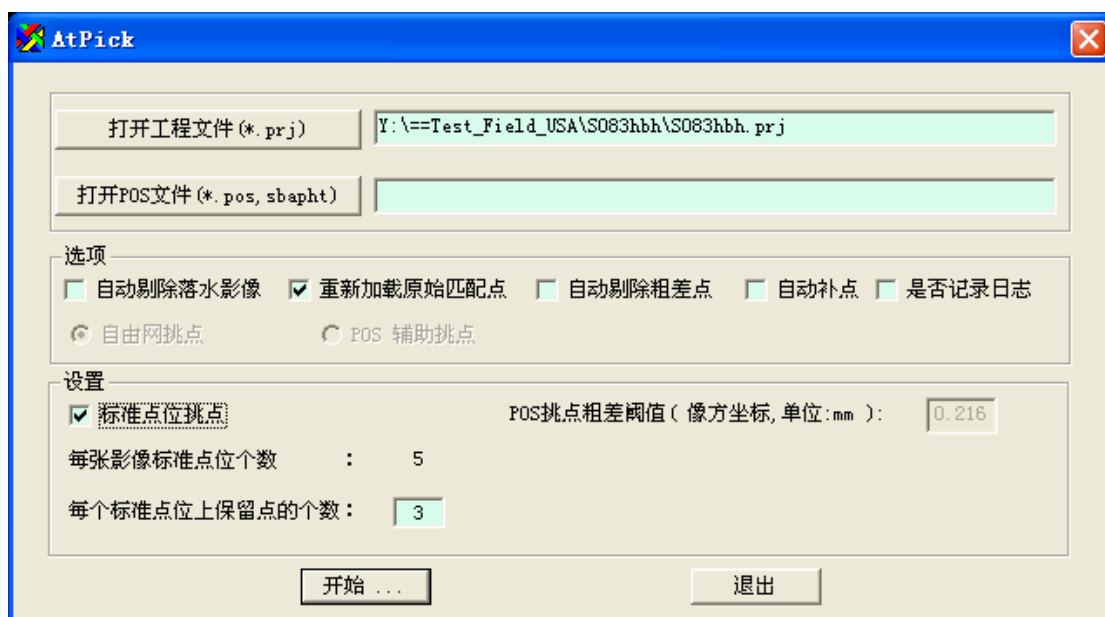 AtPick
打开工程文件(*.prj) Y:\==Test_Field_USA\S083hbh\S083hbh.prj
打开POS文件(*.pos,sbapht)
选项
自动剔除落水影像 重新加载原始匹配点 自动剔除粗差点 自动补点 是否记录日志
自由网挑点 POS 辅助挑点
设置
标准点位挑点 POS挑点粗差阈值( 像方坐标,单位:mm ): 0.216
每张影像标准点位个数 : 5
每个标准点位上保留点的个数: 3
开始 ... 退出